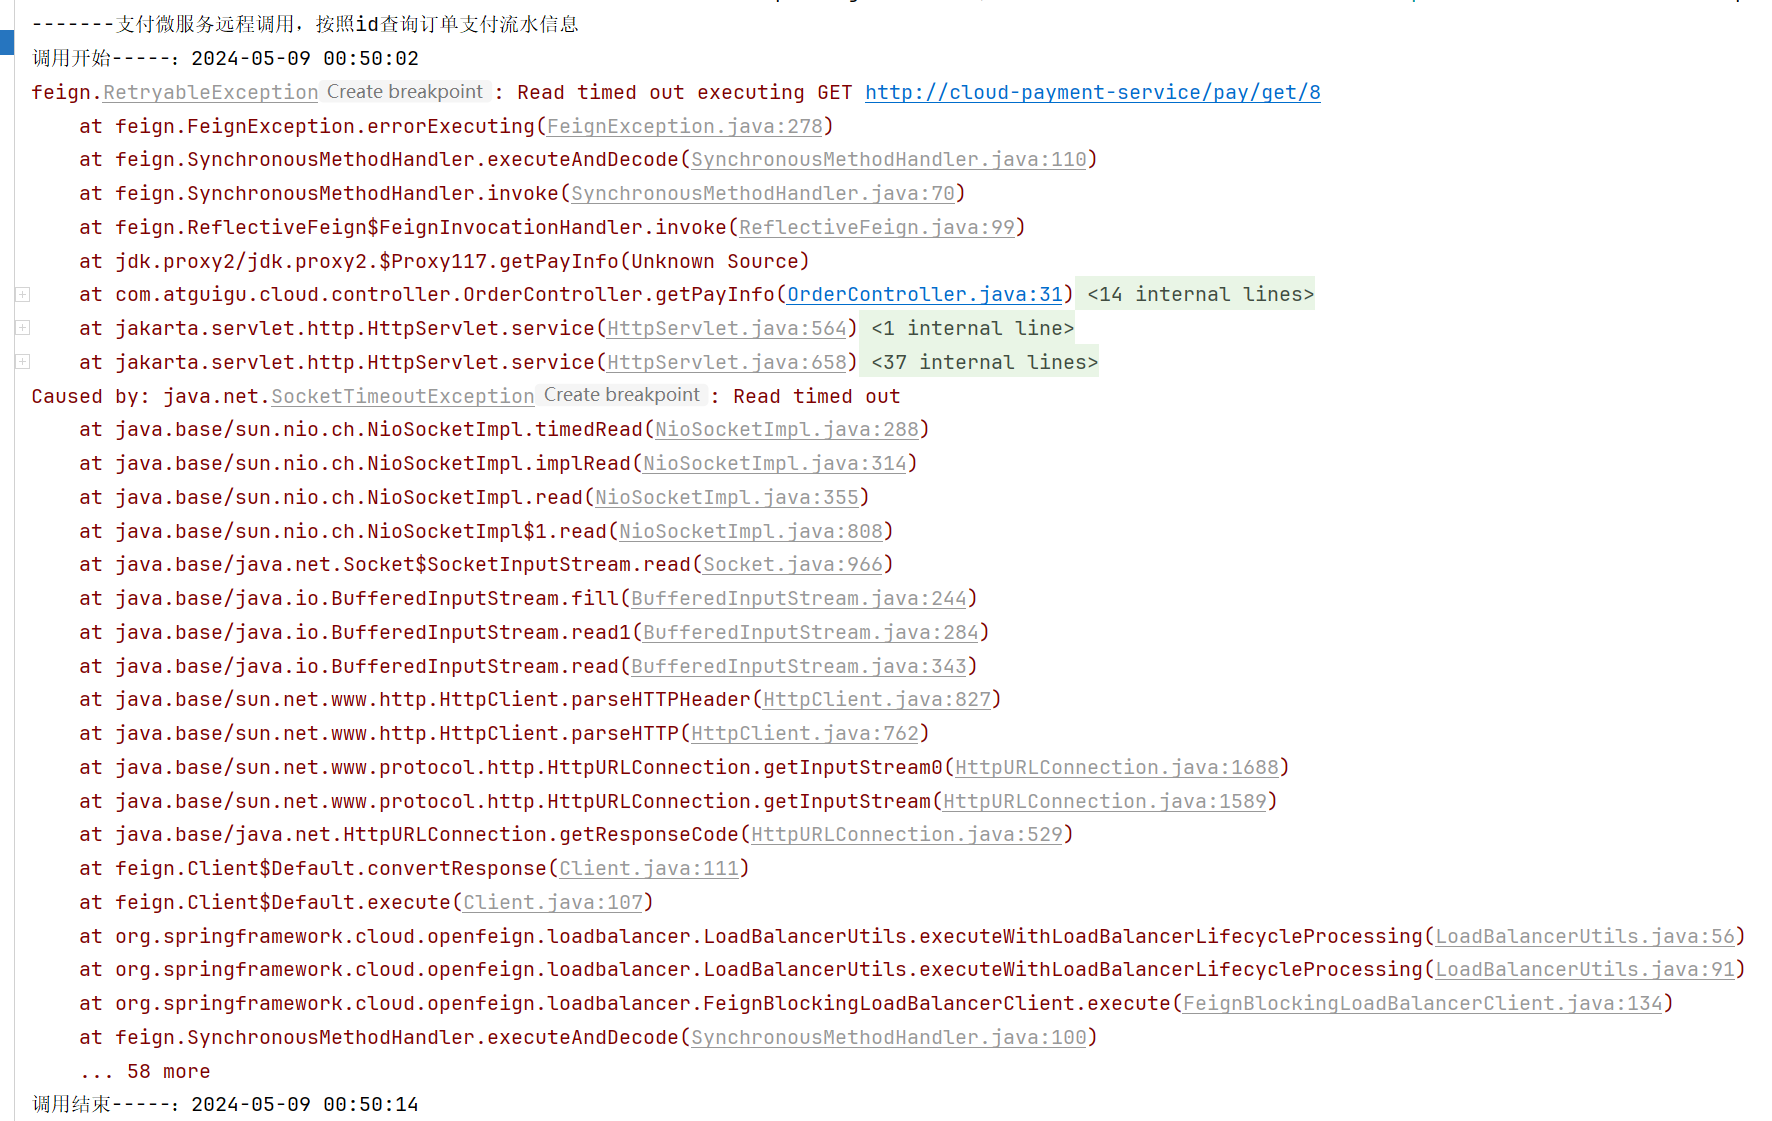 -------支付微服务远程调用，按照id查询订单支付流水信息
调用开始-----: 2024-05-09 00:50:02
feign.RetryableException Create breakpoint : Read timed out executing GET http://cloud-payment-service/pay/get/8
    at feign.FeignException.errorExecuting(FeignException.java:278)
    at feign.SynchronousMethodHandler.executeAndDecode(SynchronousMethodHandler.java:110)
    at feign.SynchronousMethodHandler.invoke(SynchronousMethodHandler.java:70)
    at feign.ReflectiveFeign$FeignInvocationHandler.invoke(ReflectiveFeign.java:99)
    at jdk.proxy2/jdk.proxy2.$Proxy117.getPayInfo(Unknown Source)
    at com.atguigu.cloud.controller.OrderController.getPayInfo(OrderController.java:31) <14 internal lines>
    at jakarta.servlet.http.HttpServlet.service(HttpServlet.java:564) <1 internal line>
    at jakarta.servlet.http.HttpServlet.service(HttpServlet.java:658) <37 internal lines>
Caused by: java.net.SocketTimeoutException Create breakpoint : Read timed out
    at java.base/sun.nio.ch.NioSocketImpl.timedRead(NioSocketImpl.java:288)
    at java.base/sun.nio.ch.NioSocketImpl.implRead(NioSocketImpl.java:314)
    at java.base/sun.nio.ch.NioSocketImpl.read(NioSocketImpl.java:355)
    at java.base/sun.nio.ch.NioSocketImpl$1.read(NioSocketImpl.java:808)
    at java.base/java.net.Socket$SocketInputStream.read(Socket.java:966)
    at java.base/java.io.BufferedInputStream.fill(BufferedInputStream.java:244)
    at java.base/java.io.BufferedInputStream.read1(BufferedInputStream.java:284)
    at java.base/java.io.BufferedInputStream.read(BufferedInputStream.java:343)
    at java.base/sun.net.www.http.HttpClient.parseHTTPHeader(HttpClient.java:827)
    at java.base/sun.net.www.http.HttpClient.parseHTTP(HttpClient.java:762)
    at java.base/sun.net.www.protocol.http.HttpURLConnection.getInputStream0(HttpURLConnection.java:1688)
    at java.base/sun.net.www.protocol.http.HttpURLConnection.getInputStream(HttpURLConnection.java:1589)
    at java.base/java.net.HttpURLConnection.getResponseCode(HttpURLConnection.java:529)
    at feign.Client$Default.convertResponse(Client.java:111)
    at feign.Client$Default.execute(Client.java:107)
    at org.springframework.cloud.openfeign.loadbalancer.LoadBalancerUtils.executeWithLoadBalancerLifecycleProcessing(LoadBalancerUtils.java:56)
    at org.springframework.cloud.openfeign.loadbalancer.LoadBalancerUtils.executeWithLoadBalancerLifecycleProcessing(LoadBalancerUtils.java:91)
    at org.springframework.cloud.openfeign.loadbalancer.FeignBlockingLoadBalancerClient.execute(FeignBlockingLoadBalancerClient.java:134)
    at feign.SynchronousMethodHandler.executeAndDecode(SynchronousMethodHandler.java:100)
    ... 58 more
调用结束-----: 2024-05-09 00:50:14